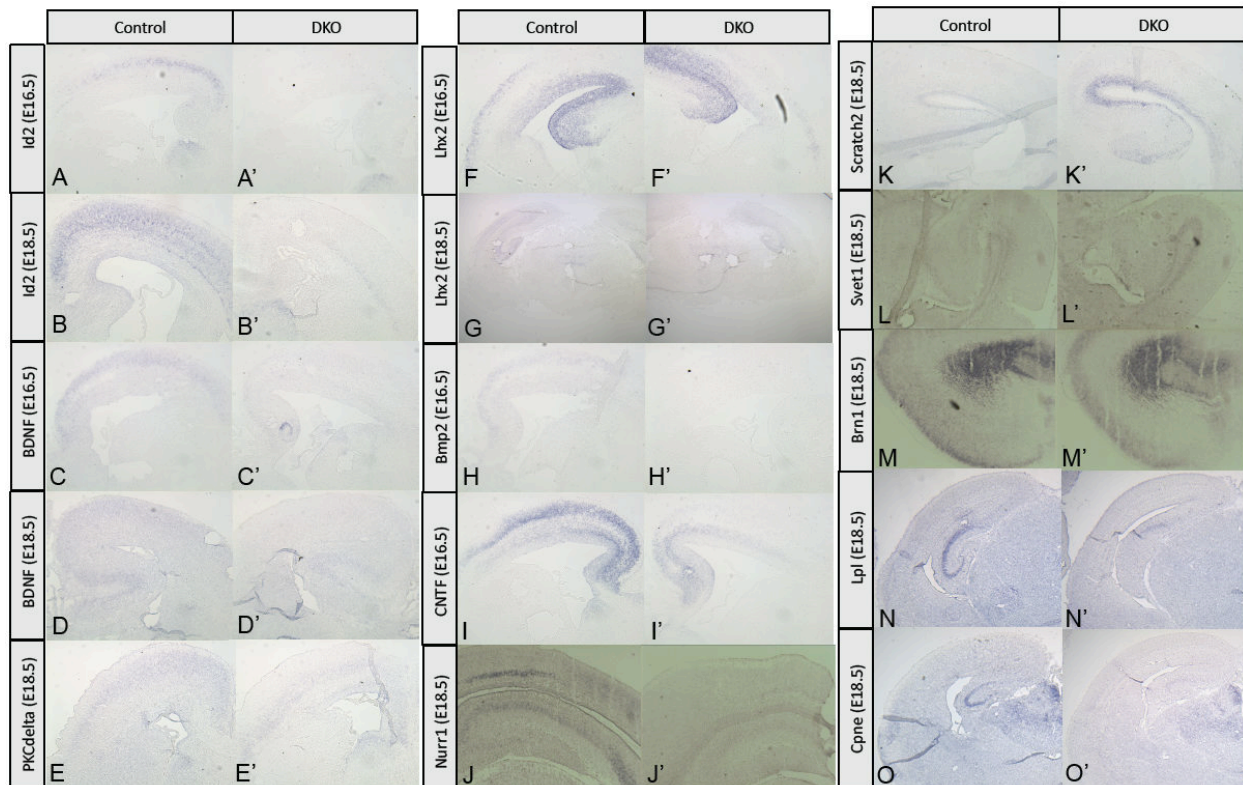 Control DKO
Id2 (E16.5)
A A’
Id2 (E18.5)
B B’
BDNF (E16.5)
C C’
BDNF (E18.5)
D D’
PKCdelta (E18.5)
E E’
Control DKO
Lhx2 (E16.5)
F F’
Lhx2 (E18.5)
G G’
Bmp2 (E16.5)
H H’
CNTF (E16.5)
I I’
Nurr1 (E18.5)
J J’
Control DKO
Scratch2 (E18.5)
K K’
Svet1 (E18.5)
L L’
Brn1 (E18.5)
M M’
Lpl (E18.5)
N N’
Cpne (E18.5)
O O’